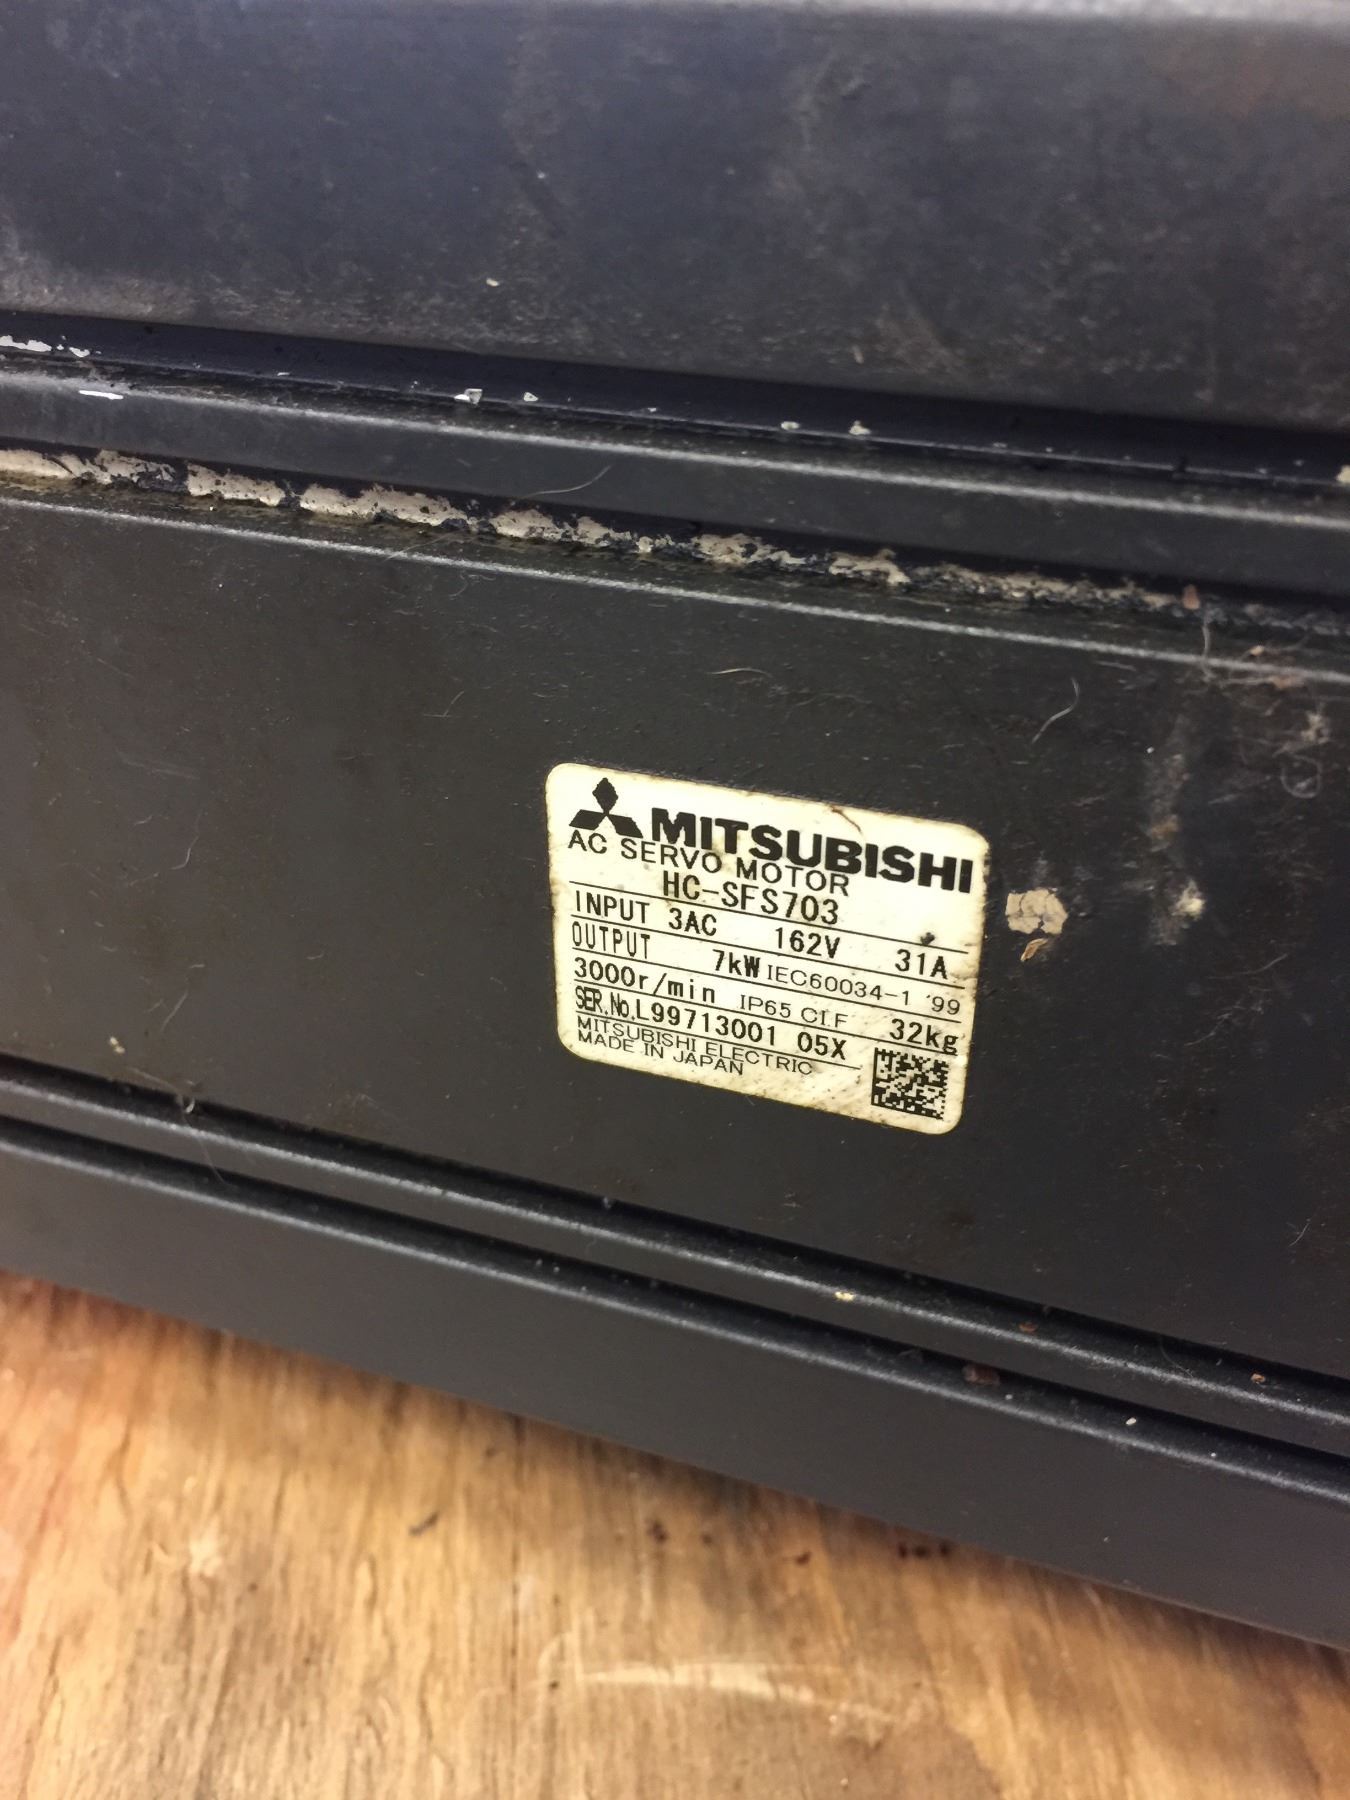 MITSUBISHI
AC SERVO MOTOR
HC-SFS703
INPUT 3AC 162V 31A
OUTPUT 7kW IEC60034-1 '99
3000r/min IP65 CI.F 32kg
SER.No.L99713001 05X
MITSUBISHI ELECTRIC
MADE IN JAPAN